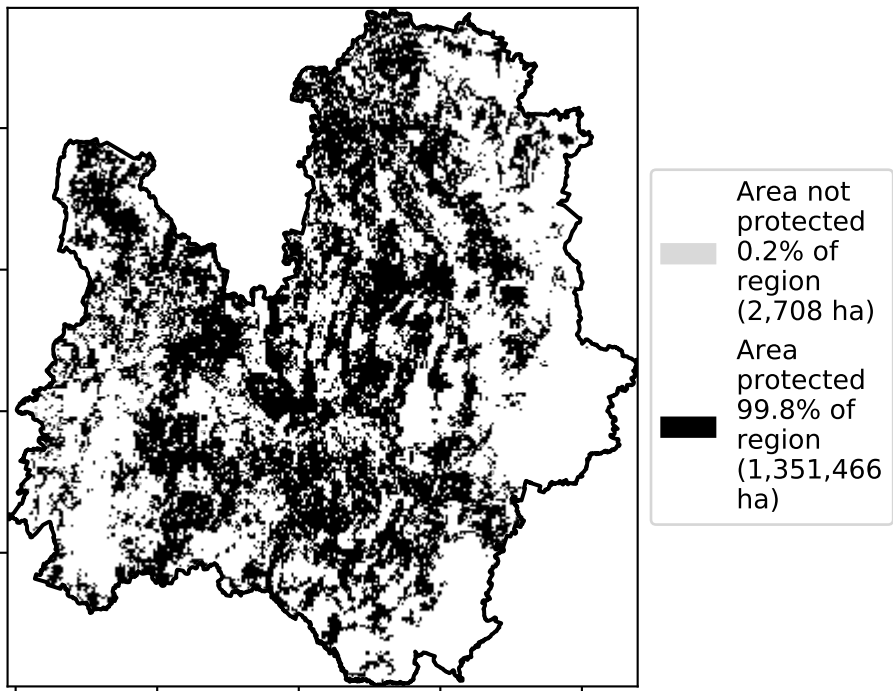 Area not
protected
0.2% of
region
(2,708 ha)
Area
protected
99.8% of
region
(1,351,466
ha)